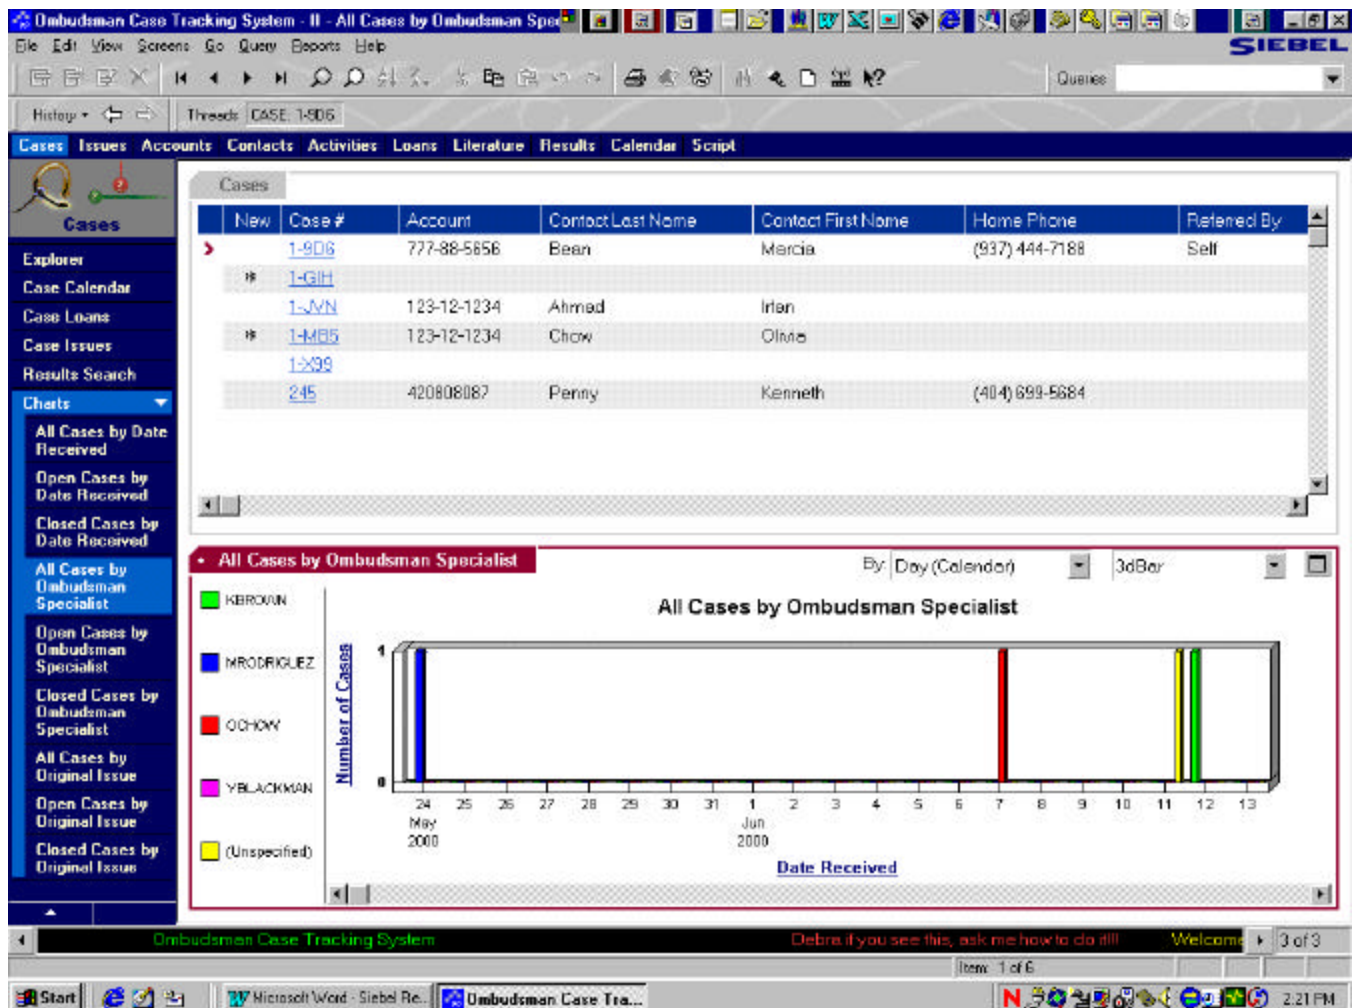 Ombudsman Case Tracking System - II - All Cases by Ombudsman Spe
File Edit View Screens Go Query Reports Help
SIEBEL
Queries
History Threads: CASE: 1-9D6
Cases Issues Accounts Contacts Activities Loans Literature Results Calendar Script
Cases
Explorer
Case Calendar
Case Loans
Case Issues
Results Search
Charts
All Cases by Date
Received
Open Cases by
Date Received
Closed Cases by
Date Received
All Cases by
Ombudsman
Specialist
Open Cases by
Ombudsman
Specialist
Closed Cases by
Ombudsman
Specialist
All Cases by
Original Issue
Open Cases by
Original Issue
Closed Cases by
Original Issue
Cases
New Case # Account Contact Last Name Contact First Name Home Phone Referred By
1-9D6 777-88-5656 Bean Marcia (937) 444-7188 Self
* 1-GIH
1-JVN 123-12-1234 Ahmed Irfan
* 1-MB5 123-12-1234 Chow Olivia
1-X99
245 420808087 Penny Kenneth (404) 699-5684
All Cases by Ombudsman Specialist By: Day (Calendar) 3dBar
KBROWN
MRODRIGUEZ
OCHOW
YBLACKMAN
(Unspecified)
All Cases by Ombudsman Specialist
Number of Cases
1
0
24 25 26 27 28 29 30 31 1 2 3 4 5 6 7 8 9 10 11 12 13
May Jun
2000 2000
Date Received
Ombudsman Case Tracking System Debra if you see this, ask me how to do it!!! Welcome 3 of 3
Item: 1 of 6
Start Microsoft Word - Siebel Re... Ombudsman Case Tra... 2:21 PM